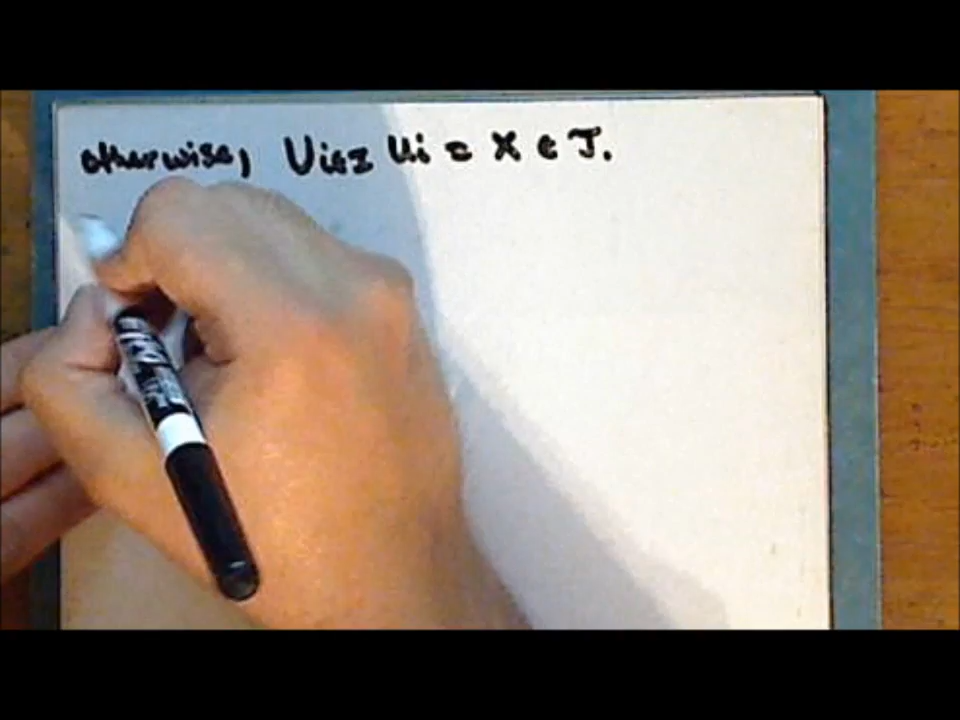 otherwise, ∪i∈I Ui = X ∈ T.